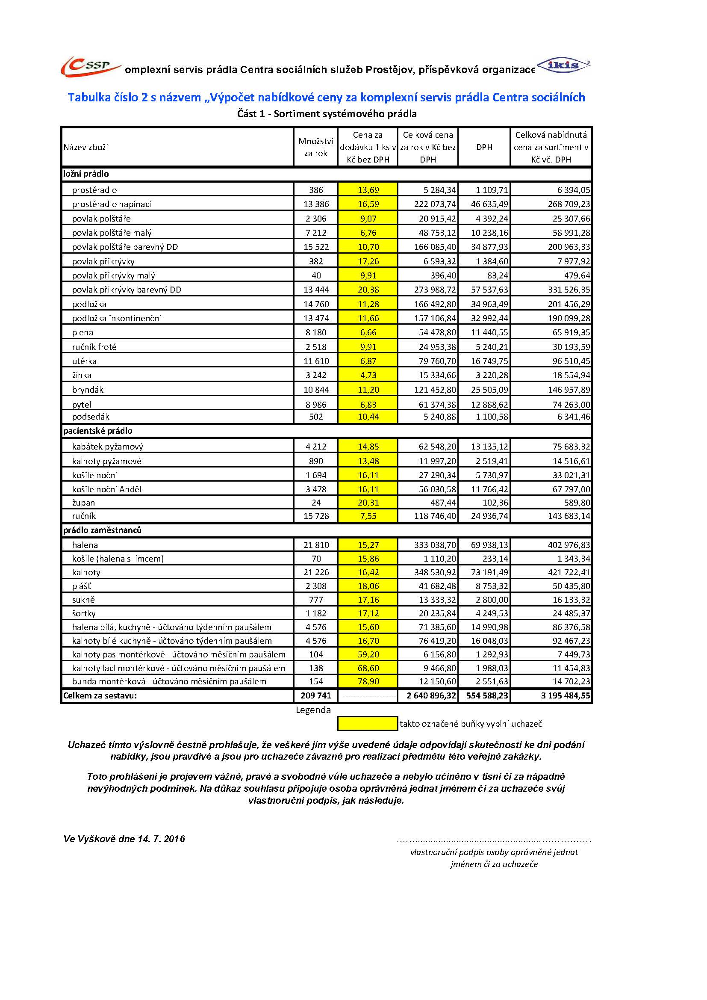 CSSP omplexní servis prádla Centra sociálních služeb Prostějov, příspěvková organizace ikis ®
Tabulka číslo 2 s názvem „Výpočet nabídkové ceny za komplexní servis prádla Centra sociálních
Část 1 - Sortiment systémového prádla
Název zboží Množství za rok Cena za dodávku 1 ks v Kč bez DPH Celková cena za rok v Kč bez DPH DPH Celková nabídnutá cena za sortiment v Kč vč. DPH
ložní prádlo
prostěradlo 386 13,69 5 284,34 1 109,71 6 394,05
prostěradlo napínací 13 386 16,59 222 073,74 46 635,49 268 709,23
povlak polštáře 2 306 9,07 20 915,42 4 392,24 25 307,66
povlak polštáře malý 7 212 6,76 48 753,12 10 238,16 58 991,28
povlak polštáře barevný DD 15 522 10,70 166 085,40 34 877,93 200 963,33
povlak přikrývky 382 17,26 6 593,32 1 384,60 7 977,92
povlak přikrývky malý 40 9,91 396,40 83,24 479,64
povlak přikrývky barevný DD 13 444 20,38 273 988,72 57 537,63 331 526,35
podložka 14 760 11,28 166 492,80 34 963,49 201 456,29
podložka inkontinenční 13 474 11,66 157 106,84 32 992,44 190 099,28
plena 8 180 6,66 54 478,80 11 440,55 65 919,35
ručník froté 2 518 9,91 24 953,38 5 240,21 30 193,59
utěrka 11 610 6,87 79 760,70 16 749,75 96 510,45
žínka 3 242 4,73 15 334,66 3 220,28 18 554,94
bryndák 10 844 11,20 121 452,80 25 505,09 146 957,89
pytel 8 986 6,83 61 374,38 12 888,62 74 263,00
podsedák 502 10,44 5 240,88 1 100,58 6 341,46
pacientské prádlo
kabátek pyžamový 4 212 14,85 62 548,20 13 135,12 75 683,32
kalhoty pyžamové 890 13,48 11 997,20 2 519,41 14 516,61
košile noční 1 694 16,11 27 290,34 5 730,97 33 021,31
košile noční Anděl 3 478 16,11 56 030,58 11 766,42 67 797,00
župan 24 20,31 487,44 102,36 589,80
ručník 15 728 7,55 118 746,40 24 936,74 143 683,14
prádlo zaměstnanců
halena 21 810 15,27 333 038,70 69 938,13 402 976,83
košile (halena s límcem) 70 15,86 1 110,20 233,14 1 343,34
kalhoty 21 226 16,42 348 530,92 73 191,49 421 722,41
plášť 2 308 18,06 41 682,48 8 753,32 50 435,80
sukně 777 17,16 13 333,32 2 800,00 16 133,32
šortky 1 182 17,12 20 235,84 4 249,53 24 485,37
halena bílá, kuchyně - účtováno týdenním paušálem 4 576 15,60 71 385,60 14 990,98 86 376,58
kalhoty bílé kuchyně - účtováno týdenním paušálem 4 576 16,70 76 419,20 16 048,03 92 467,23
kalhoty pas montérkové - účtováno měsíčním paušálem 104 59,20 6 156,80 1 292,93 7 449,73
kalhoty lacl montérkové - účtováno měsíčním paušálem 138 68,60 9 466,80 1 988,03 11 454,83
bunda montérková - účtováno měsíčním paušálem 154 78,90 12 150,60 2 551,63 14 702,23
Celkem za sestavu: 209 741 ------------------- 2 640 896,32 554 588,23 3 195 484,55
Legenda
takto označené buňky vyplní uchazeč
Uchazeč tímto výslovně čestně prohlašuje, že veškeré jím výše uvedené údaje odpovídají skutečnosti ke dni podání
nabídky, jsou pravdivé a jsou pro uchazeče závazné pro realizaci předmětu této veřejné zakázky.
Toto prohlášení je projevem vážné, pravé a svobodné vůle uchazeče a nebylo učiněno v tísni či za nápadně
nevýhodných podmínek. Na důkaz souhlasu připojuje osoba oprávněná jednat jménem či za uchazeče svůj
vlastnoruční podpis, jak následuje.
Ve Vyškově dne 14. 7. 2016
vlastnoruční podpis osoby oprávněné jednat
jménem či za uchazeče